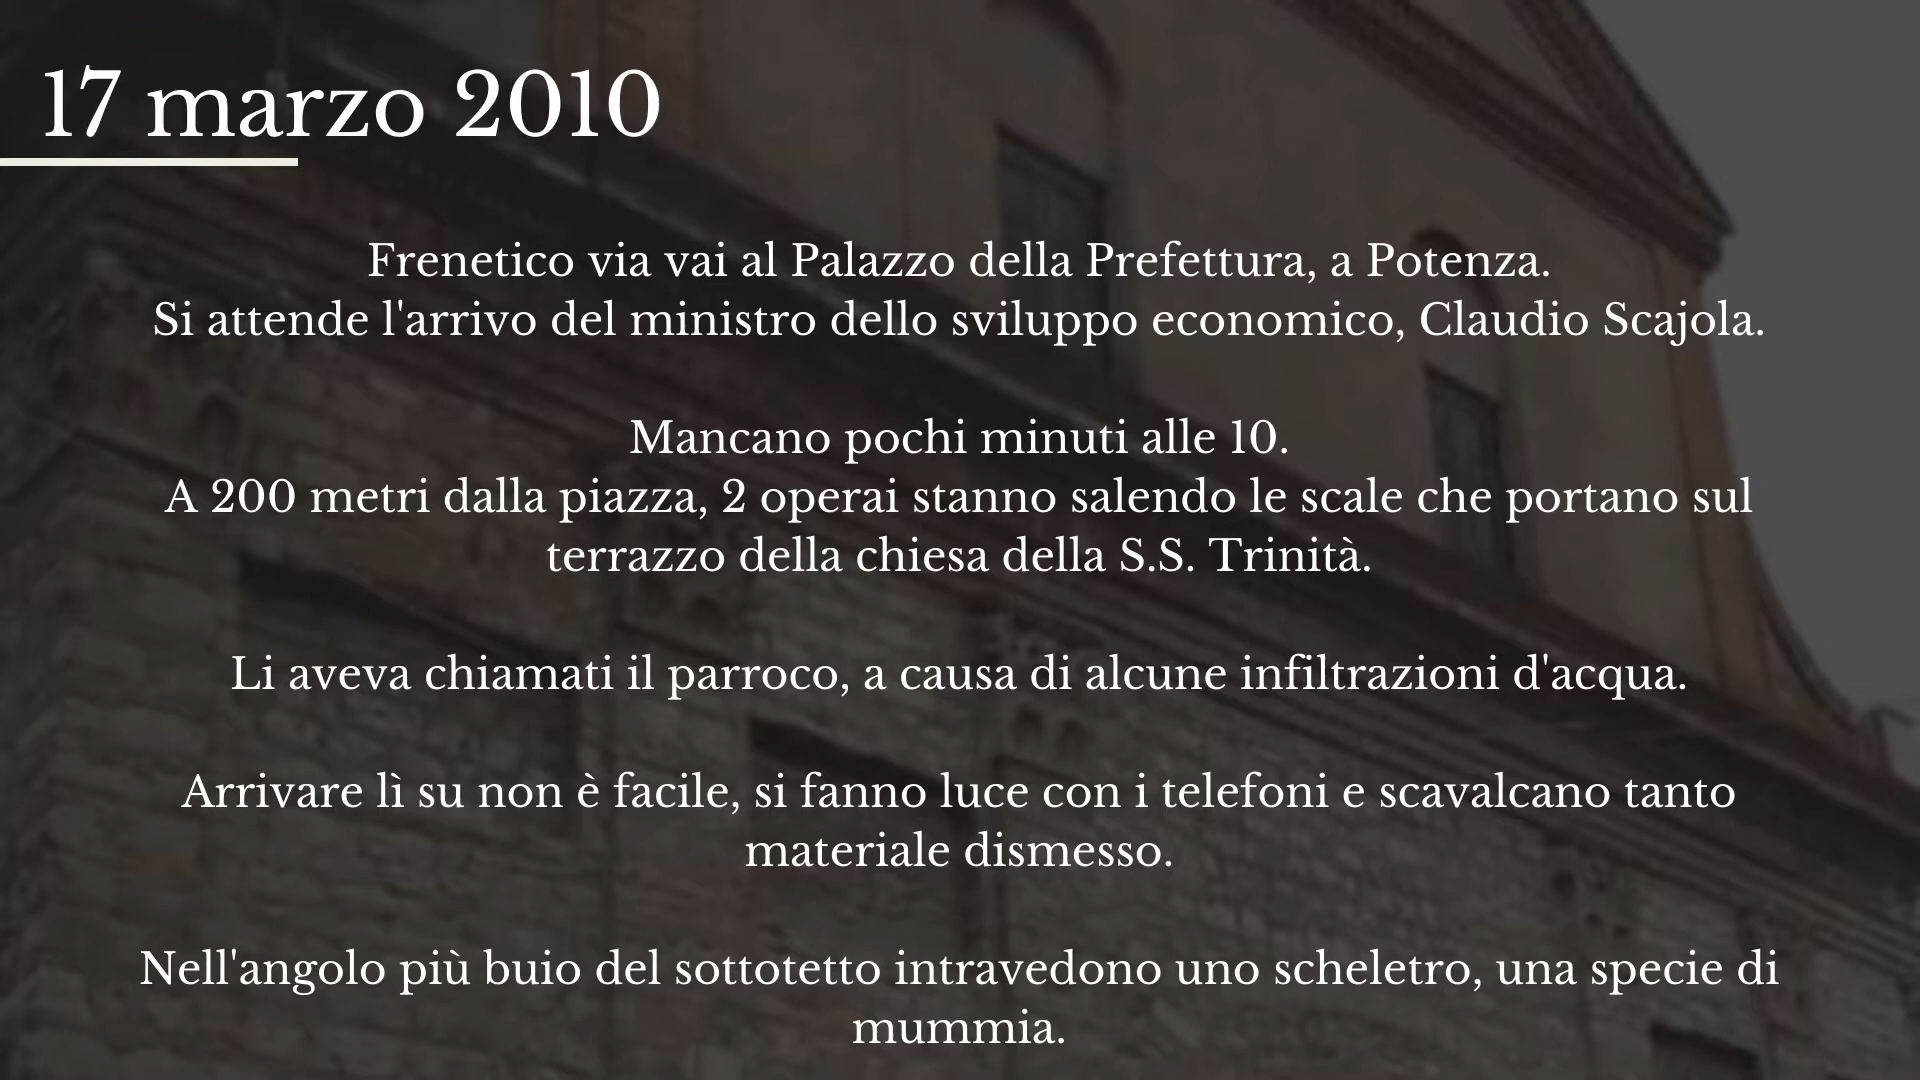 17 marzo 2010
Frenetico via vai al Palazzo della Prefettura, a Potenza.
Si attende l'arrivo del ministro dello sviluppo economico, Claudio Scajola.
Mancano pochi minuti alle 10.
A 200 metri dalla piazza, 2 operai stanno salendo le scale che portano sul
terrazzo della chiesa della S.S. Trinità.
Li aveva chiamati il parroco, a causa di alcune infiltrazioni d'acqua.
Arrivare lì su non è facile, si fanno luce con i telefoni e scavalcano tanto
materiale dismesso.
Nell'angolo più buio del sottotetto intravedono uno scheletro, una specie di
mummia.